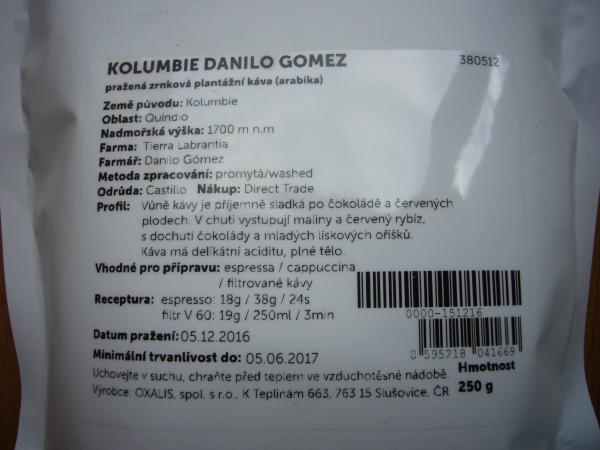 KOLUMBIE DANILO GOMEZ 380512
pražená zrnková plantážní káva (arabika)
Země původu: Kolumbie
Oblast: Quindio
Nadmořská výška: 1700 m n.m
Farma: Tierra Labrantia
Farmář: Danilo Gómez
Metoda zpracování: promytá/washed
Odrůda: Castillo Nákup: Direct Trade
Profil: Vůně kávy je příjemně sladká po čokoládě a červených
plodech. V chuti vystupují maliny a červený rybíz,
s dochutí čokolády a mladých lískových oříšků.
Káva má delikátní aciditu, plné tělo.
Vhodné pro přípravu: espressa / cappuccina
/ filtrované kávy
Receptura: espresso: 18g / 38g / 24s
filtr V 60: 19g / 250ml / 3min
0000-151216
Datum pražení: 05.12.2016
Minimální trvanlivost do: 05.06.2017
8 595218 041669
Uchovejte v suchu, chraňte před teplem ve vzduchotěsné nádobě.
Výrobce: OXALIS, spol. s r.o., K Teplinám 663, 763 15 Slušovice, ČR
Hmotnost
250 g